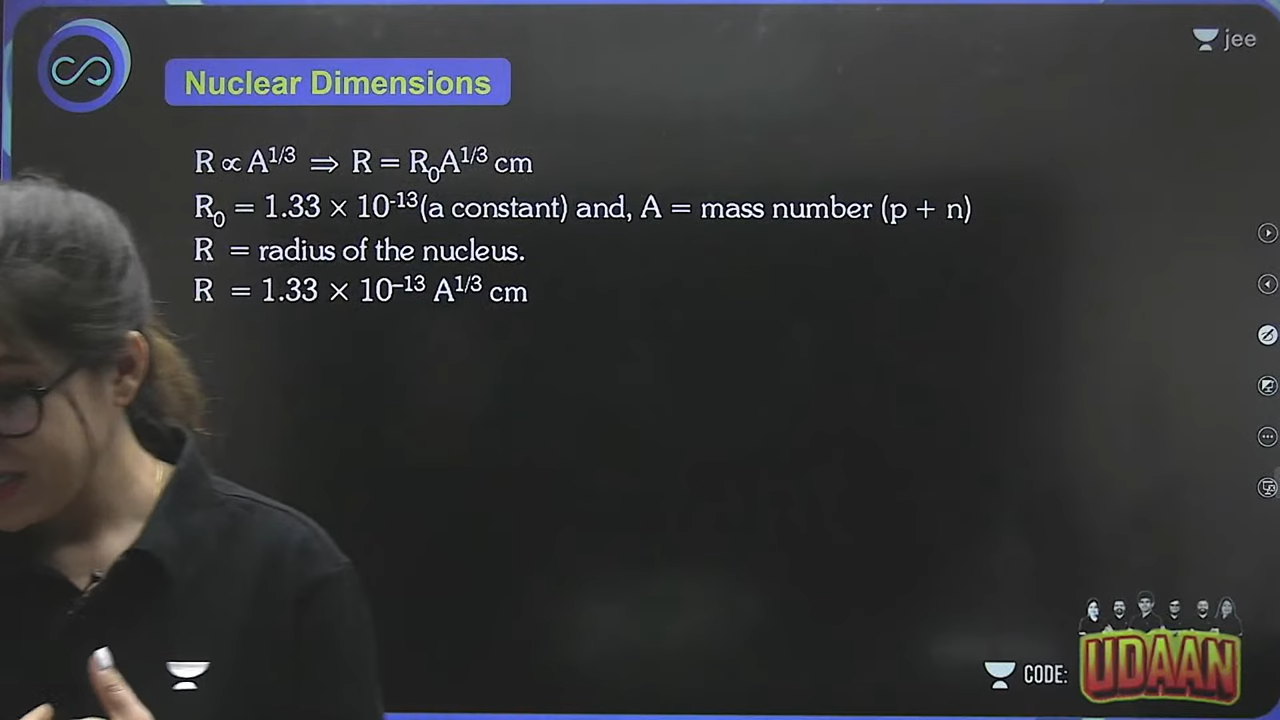 jee
Nuclear Dimensions
R ∝ A^1/3 ⇒ R = R₀A^1/3 cm
R₀ = 1.33 × 10^-13(a constant) and, A = mass number (p + n)
R = radius of the nucleus.
R = 1.33 × 10^–13 A^1/3 cm
CODE:
UDAAN